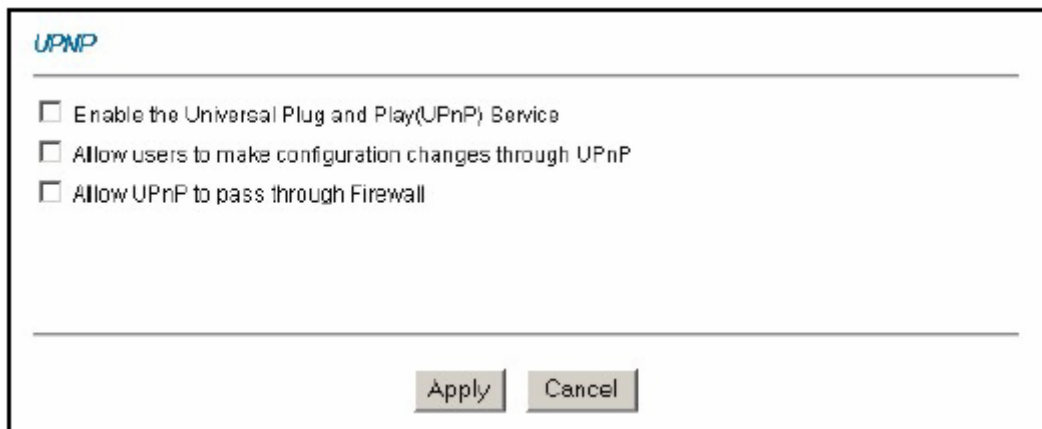 UPNP
Enable the Universal Plug and Play(UPnP) Service
Allow users to make configuration changes through UPnP
Allow UPnP to pass through Firewall
Apply Cancel